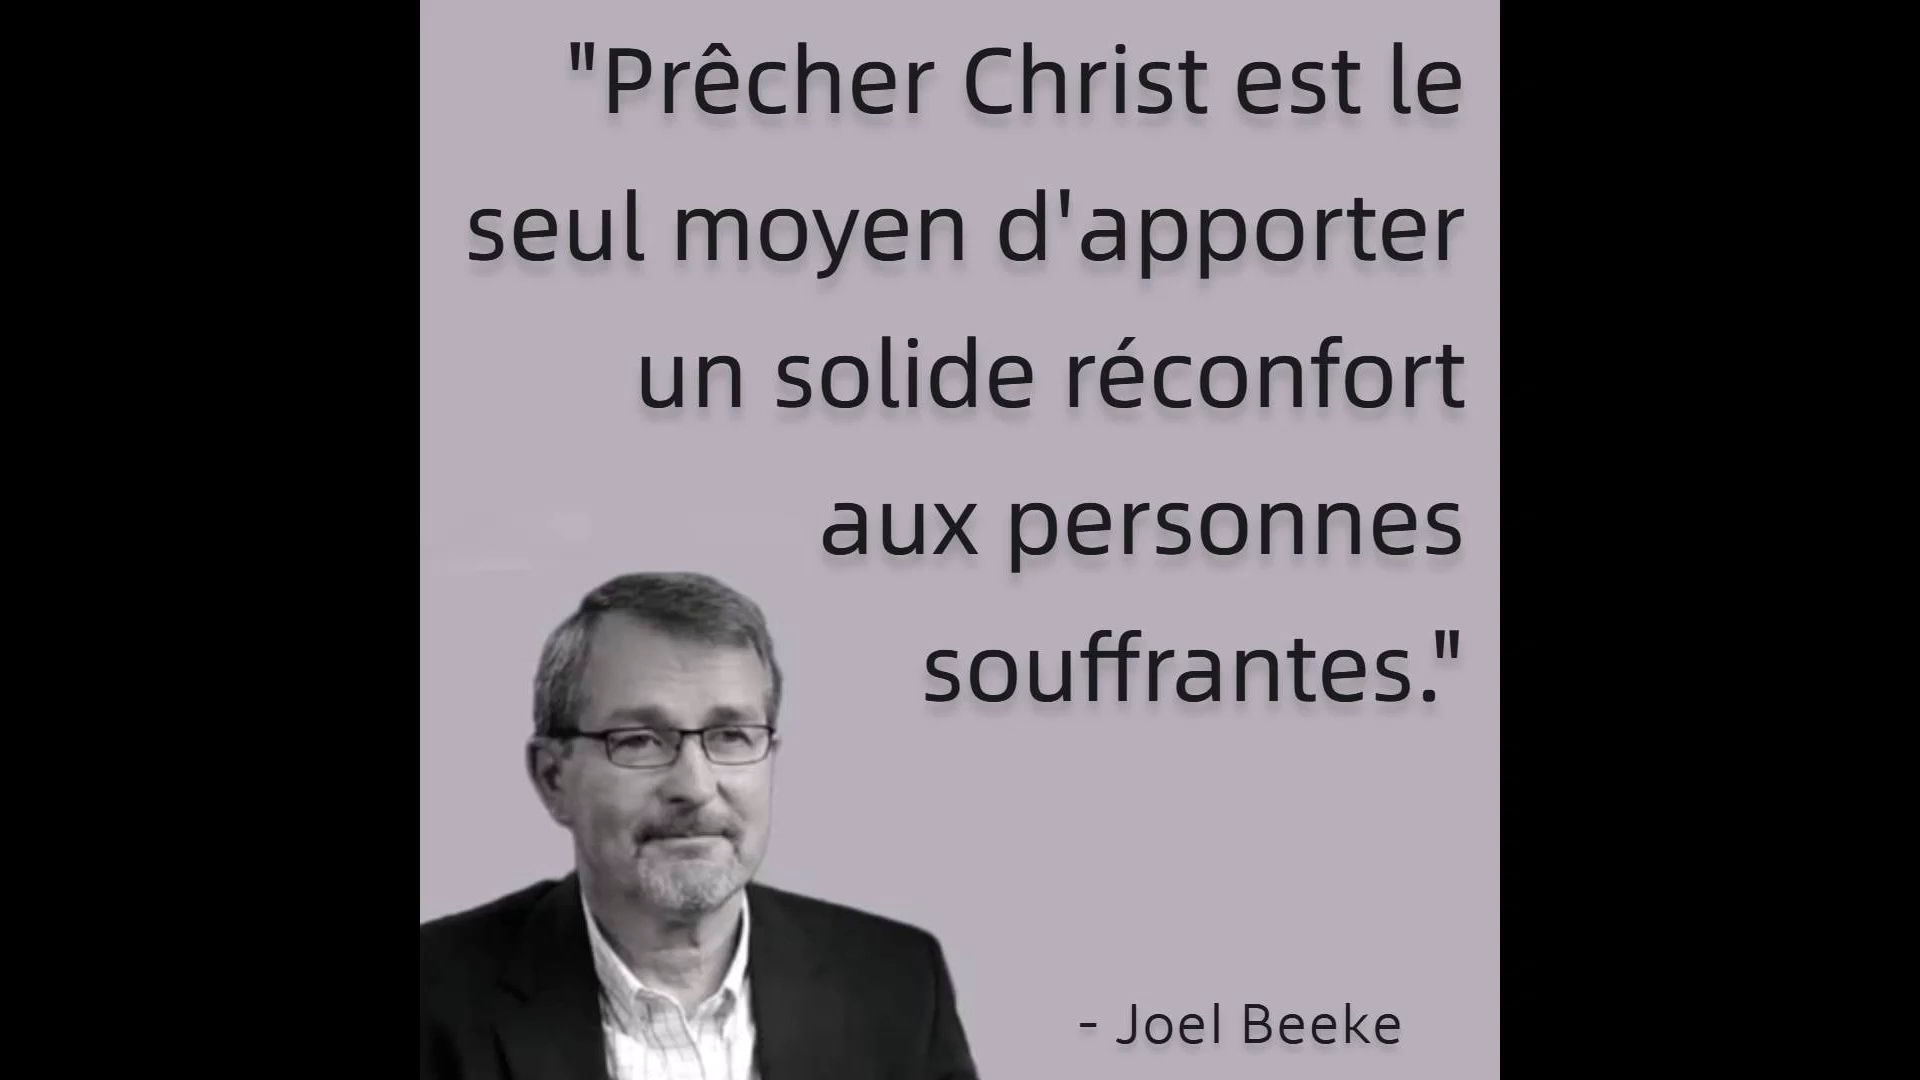 "Prêcher Christ est le
seul moyen d'apporter
un solide réconfort
aux personnes
souffrantes."
- Joel Beeke